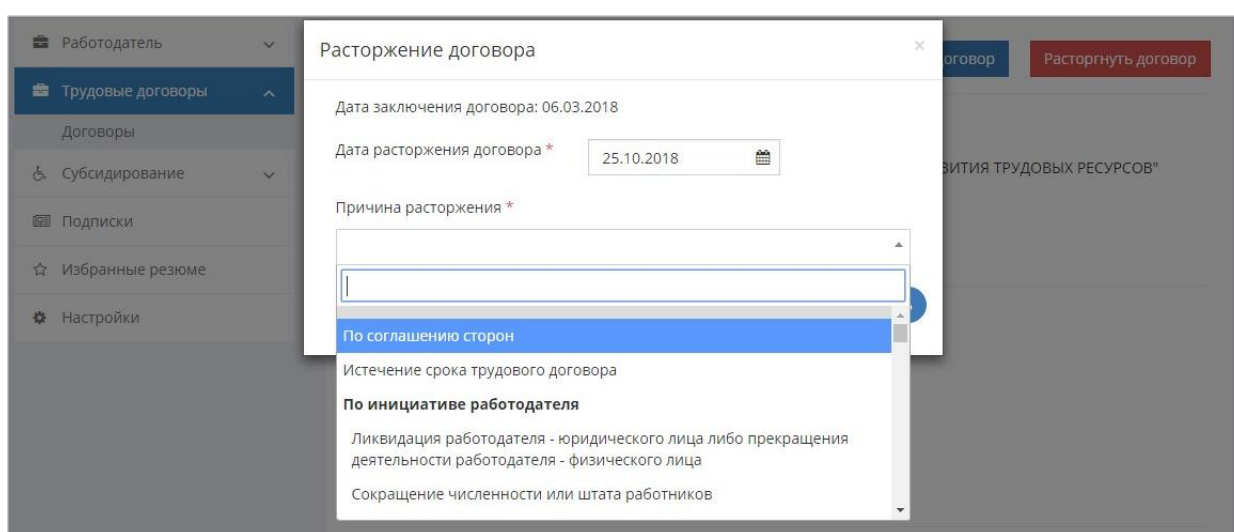 Работодатель
Трудовые договоры
Договоры
Субсидирование
Подписки
Избранные резюме
Настройки
Расторжение договора
×
оговор
Расторгнуть договор
Дата заключения договора: 06.03.2018
Дата расторжения договора *
25.10.2018
ВИТИЯ ТРУДОВЫХ РЕСУРСОВ"
Причина расторжения *
По соглашению сторон
Истечение срока трудового договора
По инициативе работодателя
Ликвидация работодателя - юридического лица либо прекращения
деятельности работодателя - физического лица
Сокращение численности или штата работников